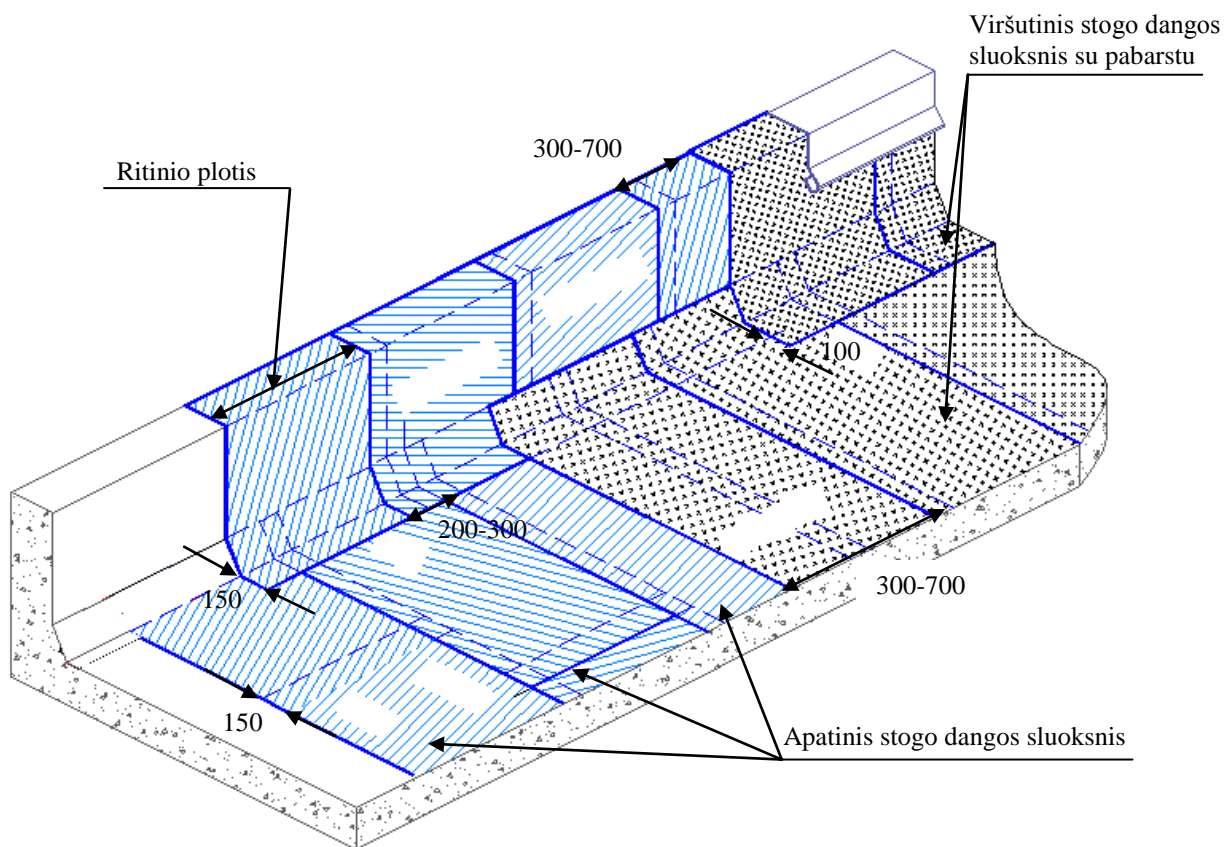 Viršutinis stogo dangos
sluoksnis su pabarstu
300-700
Ritinio plotis
100
200-300
300-700
150
150
Apatinis stogo dangos sluoksnis